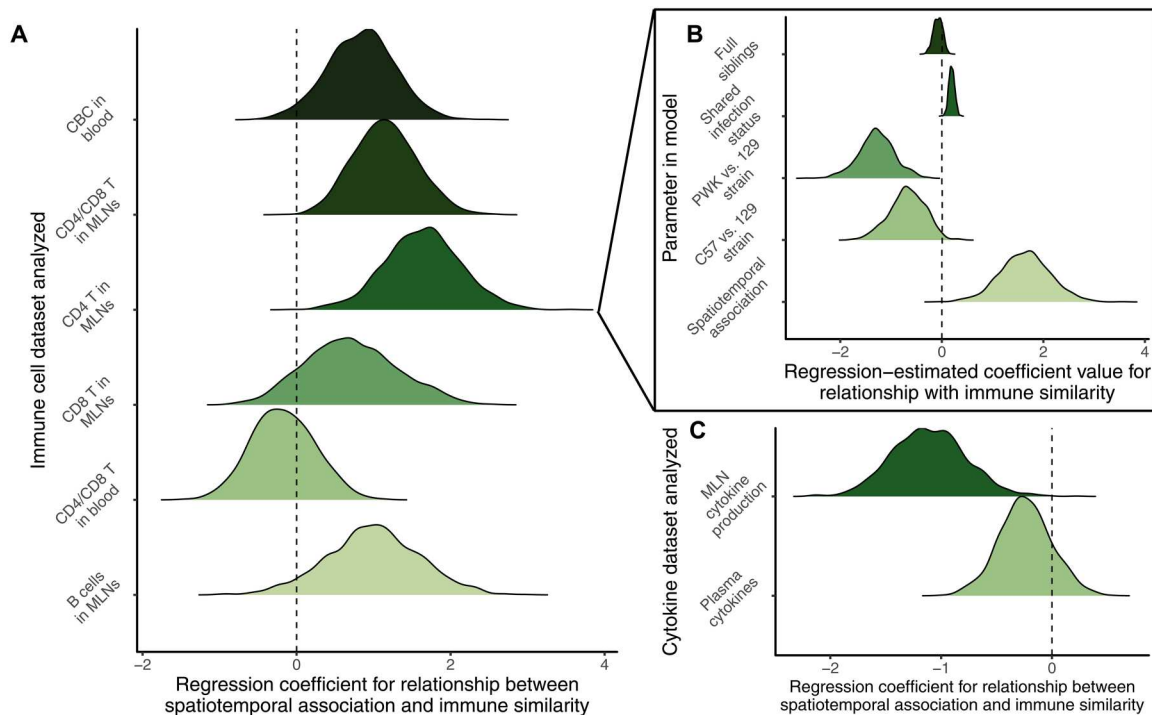 A
Immune cell dataset analyzed
CBC in
blood
CD4/CD8 T
in MLNs
CD4 T in
MLNs
CD8 T in
MLNs
CD4/CD8 T
in blood
B cells
in MLNs
−2
0
2
4
Regression coefficient for relationship between
spatiotemporal association and immune similarity
B
Parameter in model
Full
siblings
Shared
infection
status
PWK vs. 129
strain
C57 vs. 129
strain
Spatiotemporal
association
−2
0
2
4
Regression−estimated coefficient value for
relationship with immune similarity
C
Cytokine dataset analyzed
MLN
cytokine
production
Plasma
cytokines
−2
−1
0
Regression coefficient for relationship between
spatiotemporal association and immune similarity